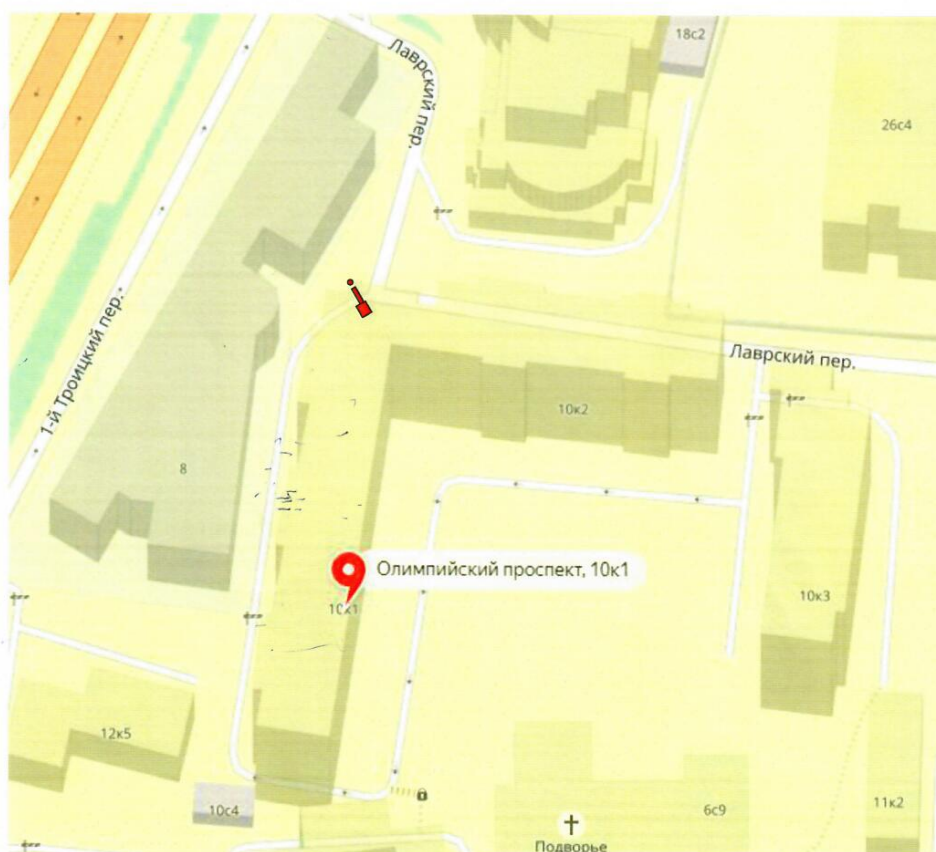 18с2
Лаврский пер.
26с4
1-й Троицкий пер.
Лаврский пер.
10к2
8
Олимпийский проспект, 10к1
10к1
10к3
12к5
10с4
6с9
11к2
Подворье